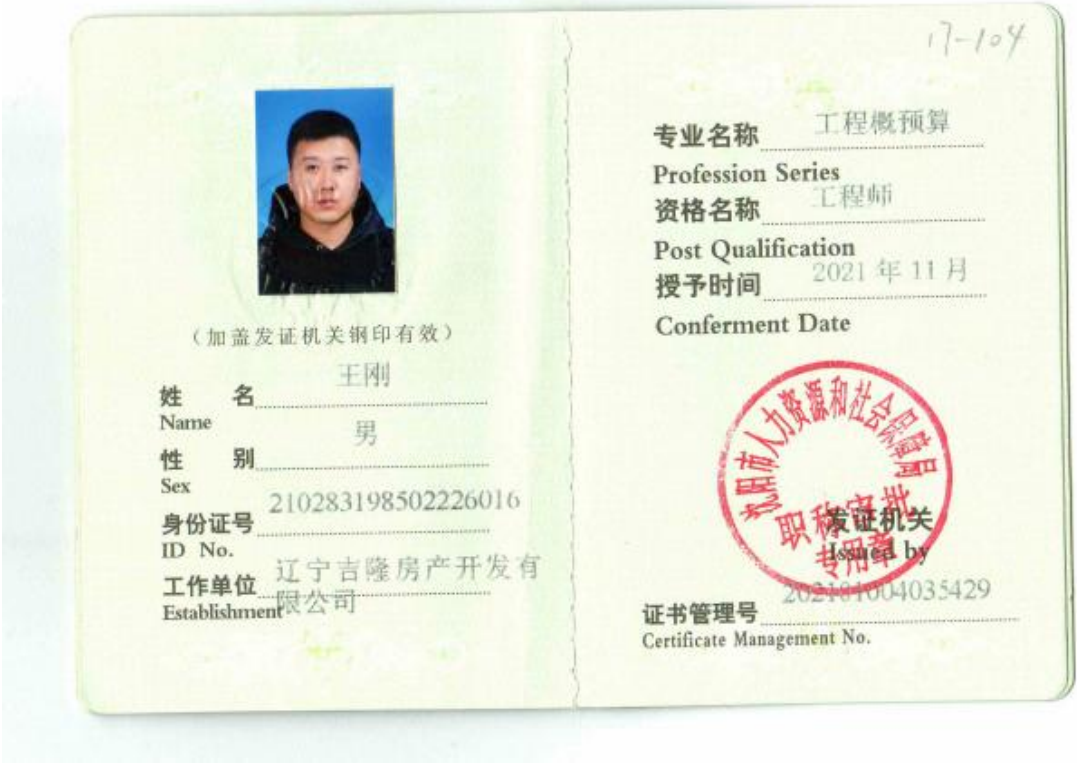 17-104
(加盖发证机关钢印有效)
姓 名 王刚
Name
性 别 男
Sex
身份证号 210283198502226016
ID No.
工作单位 辽宁吉隆房产开发有
Establishment 限公司
专业名称 工程概预算
Profession Series
资格名称 工程师
Post Qualification
授予时间 2021 年 11 月
Conferment Date
沈阳市人力资源和社会保障局
职称审批
专用章
发证机关
Issued by
证书管理号 202101004035429
Certificate Management No.